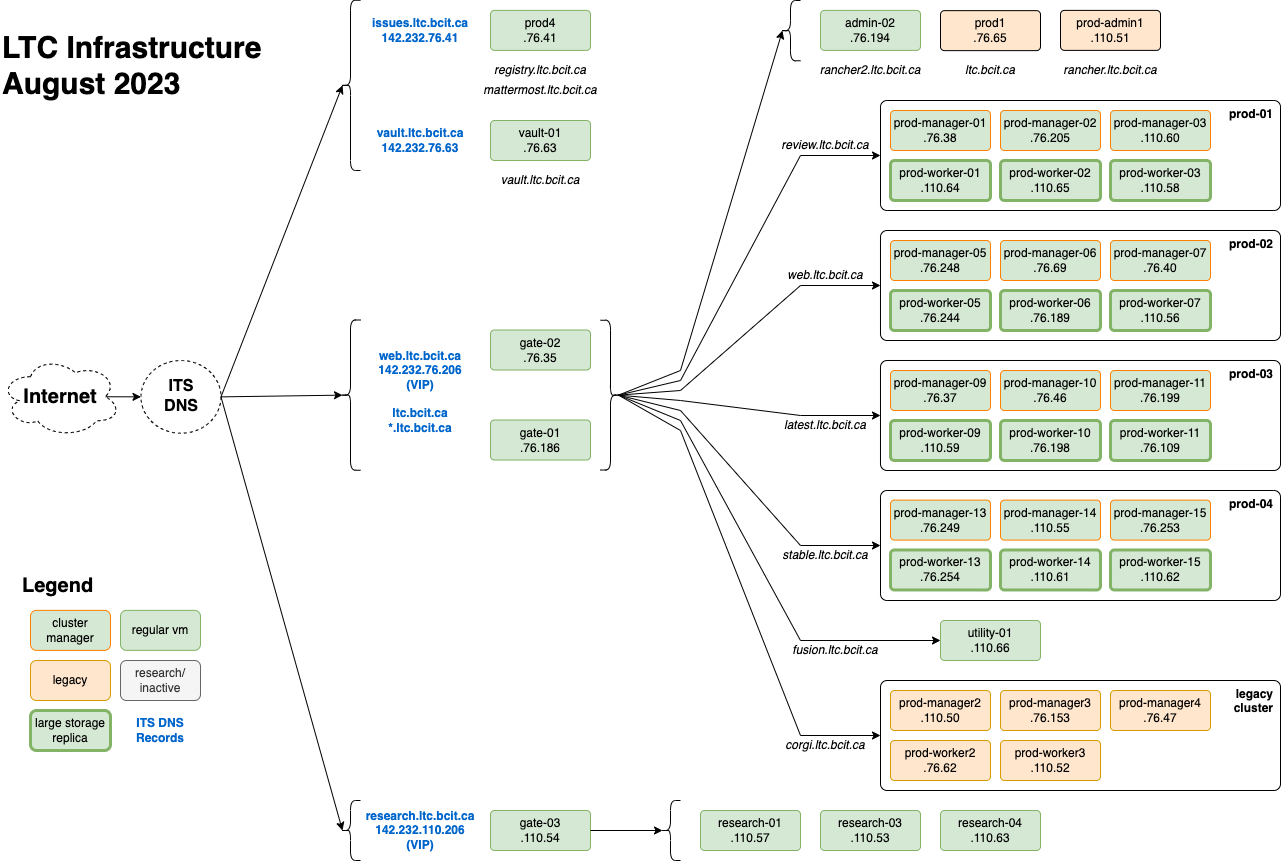 LTC Infrastructure
August 2023
issues.ltc.bcit.ca
142.232.76.41
prod4
.76.41
registry.ltc.bcit.ca
mattermost.ltc.bcit.ca
vault.ltc.bcit.ca
142.232.76.63
vault-01
.76.63
vault.ltc.bcit.ca
Internet
ITS
DNS
web.ltc.bcit.ca
142.232.76.206
(VIP)
ltc.bcit.ca
*.ltc.bcit.ca
gate-02
.76.35
gate-01
.76.186
admin-02
.76.194
rancher2.ltc.bcit.ca
prod1
.76.65
ltc.bcit.ca
prod-admin1
.110.51
rancher.ltc.bcit.ca
review.ltc.bcit.ca
prod-01
prod-manager-01
.76.38
prod-manager-02
.76.205
prod-manager-03
.110.60
prod-worker-01
.110.64
prod-worker-02
.110.65
prod-worker-03
.110.58
web.ltc.bcit.ca
prod-02
prod-manager-05
.76.248
prod-manager-06
.76.69
prod-manager-07
.76.40
prod-worker-05
.76.244
prod-worker-06
.76.189
prod-worker-07
.110.56
latest.ltc.bcit.ca
prod-03
prod-manager-09
.76.37
prod-manager-10
.76.46
prod-manager-11
.76.199
prod-worker-09
.110.59
prod-worker-10
.76.198
prod-worker-11
.76.109
stable.ltc.bcit.ca
prod-04
prod-manager-13
.76.249
prod-manager-14
.110.55
prod-manager-15
.76.253
prod-worker-13
.76.254
prod-worker-14
.110.61
prod-worker-15
.110.62
fusion.ltc.bcit.ca
utility-01
.110.66
corgi.ltc.bcit.ca
legacy
cluster
prod-manager2
.110.50
prod-manager3
.76.153
prod-manager4
.76.47
prod-worker2
.76.62
prod-worker3
.110.52
Legend
cluster
manager
regular vm
legacy
research/
inactive
large storage
replica
ITS DNS
Records
research.ltc.bcit.ca
142.232.110.206
(VIP)
gate-03
.110.54
research-01
.110.57
research-03
.110.53
research-04
.110.63